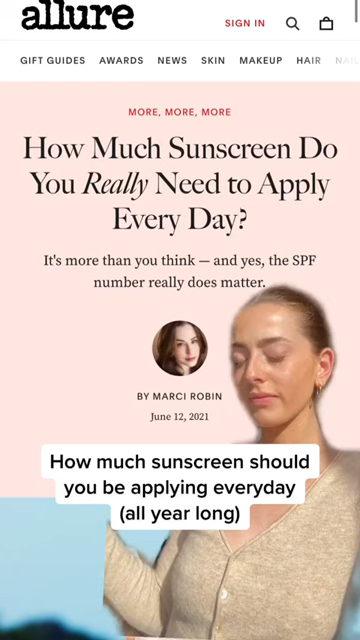 allure
SIGN IN
GIFT GUIDES AWARDS NEWS SKIN MAKEUP HAIR NAIL
MORE, MORE, MORE
How Much Sunscreen Do
You Really Need to Apply
Every Day?
It's more than you think — and yes, the SPF
number really does matter.
BY MARCI ROBIN
June 12, 2021
How much sunscreen should
you be applying everyday
(all year long)